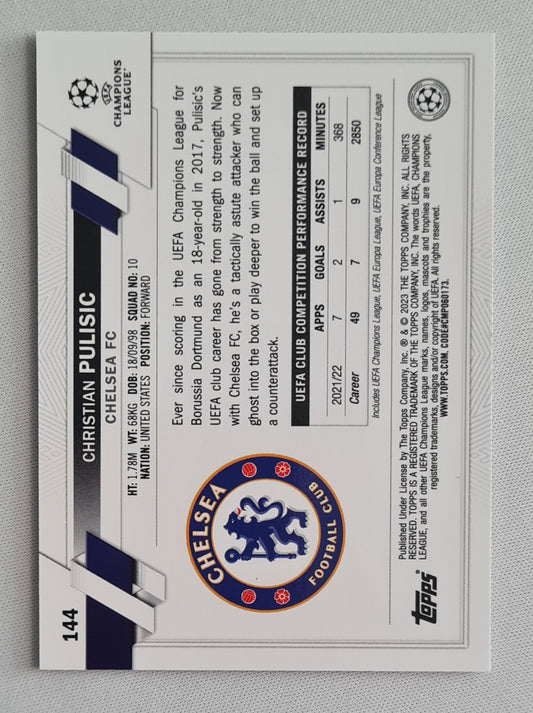 144
CHRISTIAN PULISIC
CHELSEA FC
HT: 1.78M WT: 68KG DOB: 18/09/98 SQUAD NO: 10
NATION: UNITED STATES POSITION: FORWARD
UEFA
CHAMPIONS
LEAGUE
CHELSEA
FOOTBALL CLUB
Ever since scoring in the UEFA Champions League for
Borussia Dortmund as an 18-year-old in 2017, Pulisic's
UEFA club career has gone from strength to strength. Now
with Chelsea FC, he's a tactically astute attacker who can
ghost into the box or play deeper to win the ball and set up
a counterattack.
UEFA CLUB COMPETITION PERFORMANCE RECORD
APPS GOALS ASSISTS MINUTES
2021/22 7 2 1 368
Career 49 7 9 2850
Includes UEFA Champions League, UEFA Europa League, UEFA Europa Conference League
topps®
Published Under License by The Topps Company, Inc. ® & © 2023 THE TOPPS COMPANY, INC. ALL RIGHTS
RESERVED. TOPPS IS A REGISTERED TRADEMARK OF THE TOPPS COMPANY, INC. The words UEFA, CHAMPIONS
LEAGUE, and all other UEFA Champions League marks, names, logos, mascots and trophies are the property,
registered trademarks, designs and/or copyright of UEFA. All rights reserved.
WWW.TOPPS.COM. CODE#CMP060173.